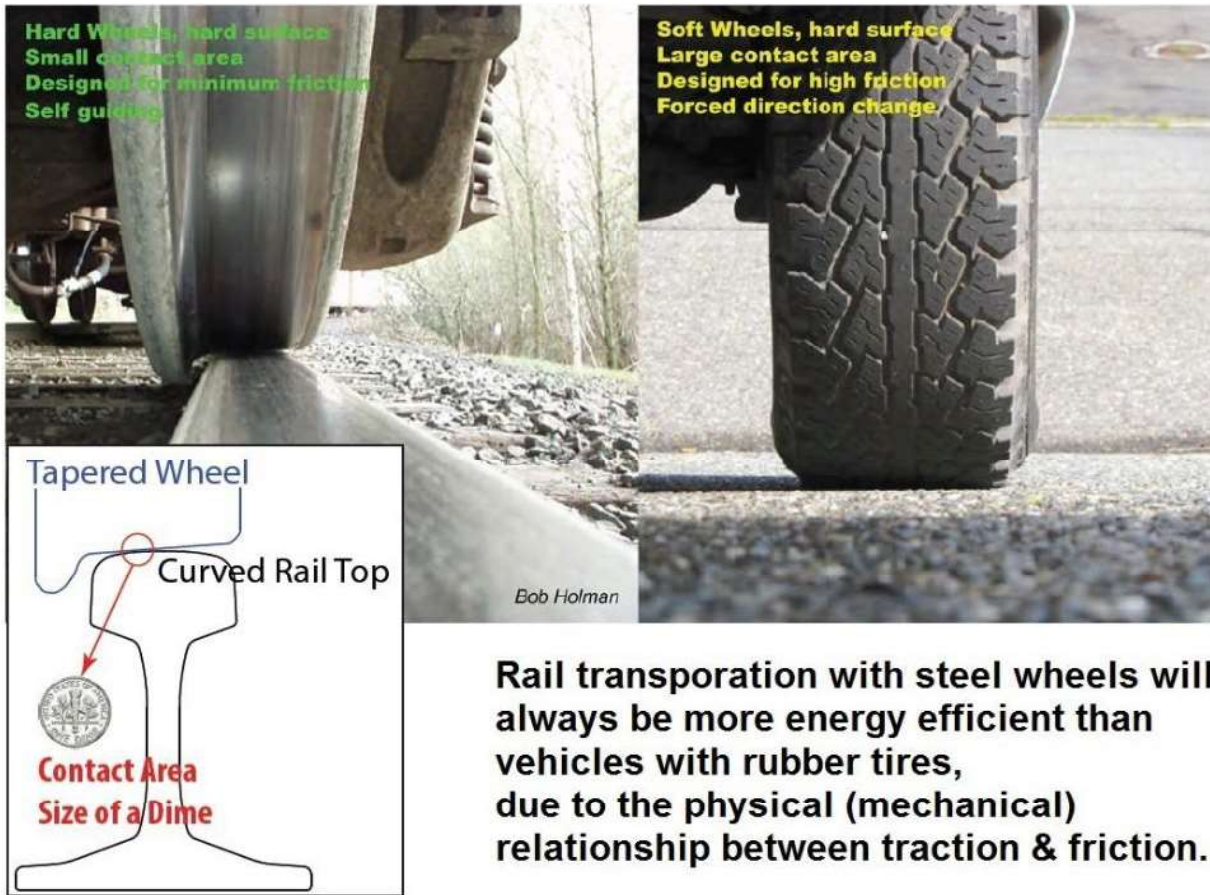 Hard Wheels, hard surface
Small contact area
Designed for minimum friction
Self guiding
Soft Wheels, hard surface
Large contact area
Designed for high friction
Forced direction change
Tapered Wheel
Curved Rail Top
Bob Holman
Contact Area
Size of a Dime
Rail transporation with steel wheels will
always be more energy efficient than
vehicles with rubber tires,
due to the physical (mechanical)
relationship between traction & friction.